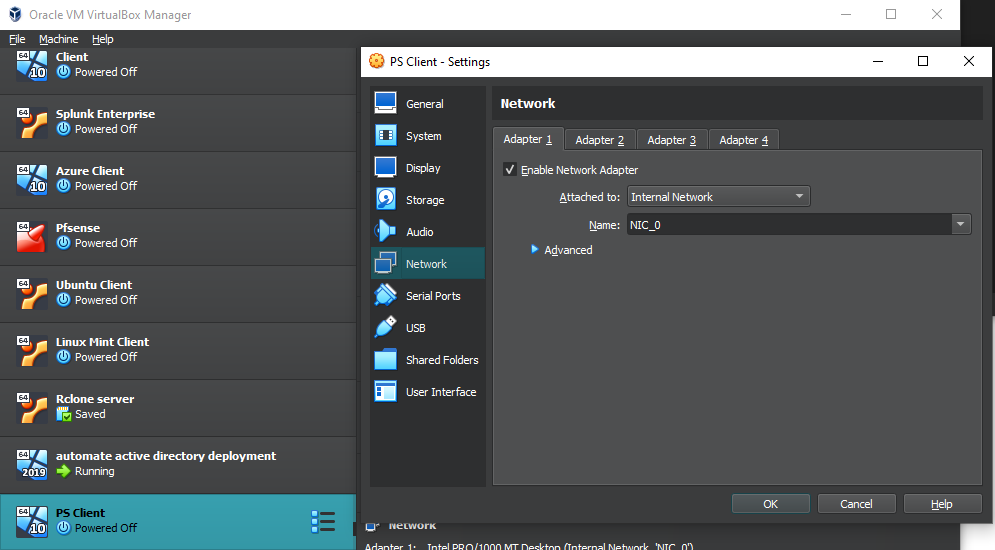 Oracle VM VirtualBox Manager
File Machine Help
64 10 Client
Powered Off
64 Splunk Enterprise
Powered Off
64 10 Azure Client
Powered Off
64 Pfsense
Powered Off
64 Ubuntu Client
Powered Off
64 Linux Mint Client
Powered Off
64 Rclone server
Saved
64 2019 automate active directory deployment
Running
64 10 PS Client
Powered Off
PS Client - Settings
General
System
Display
Storage
Audio
Network
Serial Ports
USB
Shared Folders
User Interface
Network
Adapter 1 Adapter 2 Adapter 3 Adapter 4
Enable Network Adapter
Attached to: Internal Network
Name: NIC_0
Advanced
OK Cancel Help
Network
Adapter 1: Intel PRO/1000 MT Desktop (Internal Network, 'NIC_0')